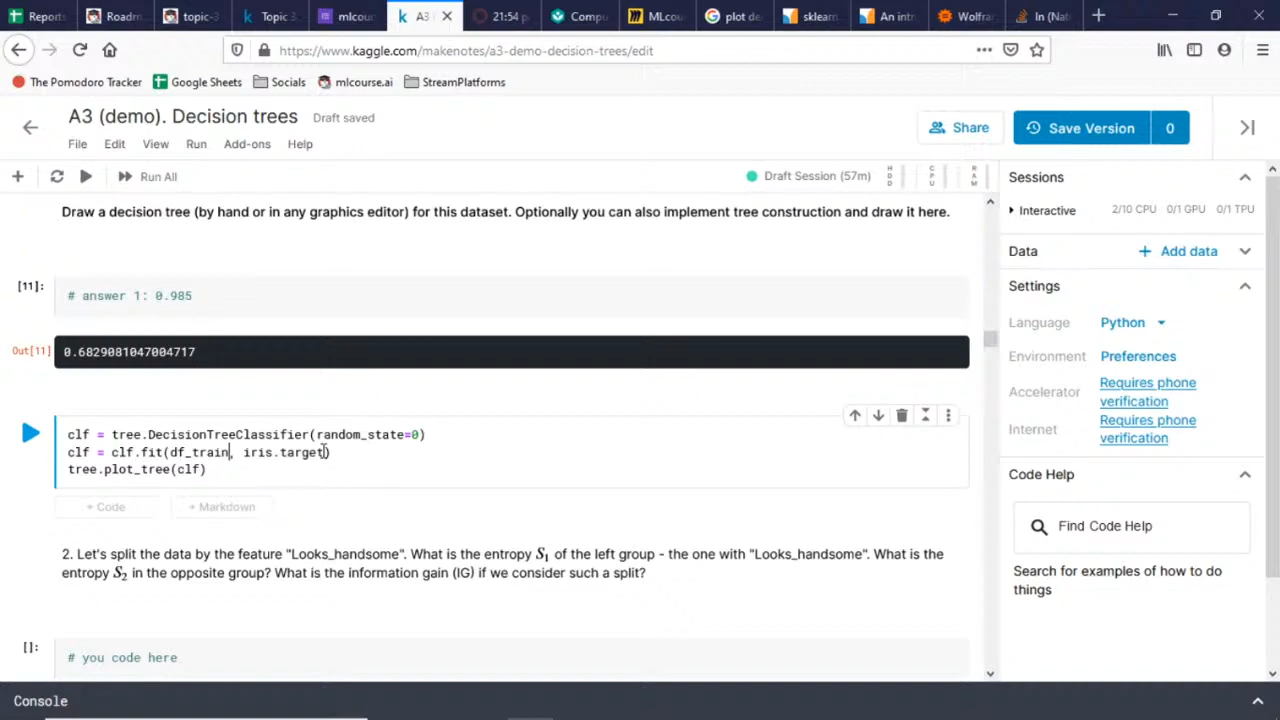 Roadm
topic-3
Topic 3.
mlcour
A3
21:54 p
Compu
MLcou
plot de
sklearn
An intr
Wolfra
In (Nat
https://www.kaggle.com/makenotes/a3-demo-decision-trees/edit
The Pomodoro Tracker
Google Sheets
Socials
mlcourse.ai
StreamPlatforms
A3 (demo). Decision trees
Draft saved
File Edit View Run Add-ons Help
Share
Save Version 0
Run All
Draft Session (57m)
HDD
CPU
RAM
Draw a decision tree (by hand or in any graphics editor) for this dataset. Optionally you can also implement tree construction and draw it here.
[11]:
# answer 1: 0.985
Out[11]
0.6829081047004717
clf = tree.DecisionTreeClassifier(random_state=0)
clf = clf.fit(df_train, iris.target)
tree.plot_tree(clf)
+ Code
+ Markdown
2. Let's split the data by the feature "Looks_handsome". What is the entropy S1 of the left group - the one with "Looks_handsome". What is the
entropy S2 in the opposite group? What is the information gain (IG) if we consider such a split?
[]:
# you code here
Console
Sessions
Interactive 2/10 CPU 0/1 GPU 0/1 TPU
Data + Add data
Settings
Language Python
Environment Preferences
Accelerator Requires phone
verification
Internet Requires phone
verification
Code Help
Find Code Help
Search for examples of how to do
things